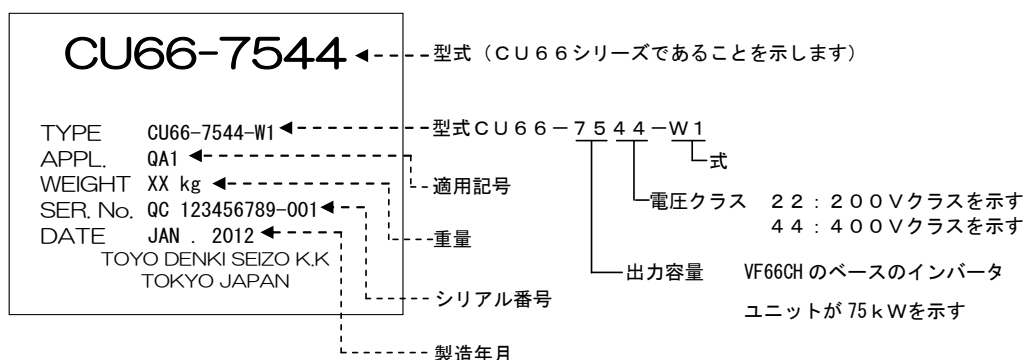 CU66-7544
型式（ＣＵ６６シリーズであることを示します）
TYPE CU66-7544-W1
型式ＣＵ６６－７５４４－Ｗ１
式
APPL. QA1
適用記号
WEIGHT XX kg
電圧クラス　２２：２００Ｖクラスを示す
４４：４００Ｖクラスを示す
SER. No. QC 123456789-001
DATE JAN . 2012
重量
TOYO DENKI SEIZO K.K
TOKYO JAPAN
出力容量　VF66CH のベースのインバータ
ユニットが 75ｋＷを示す
シリアル番号
製造年月